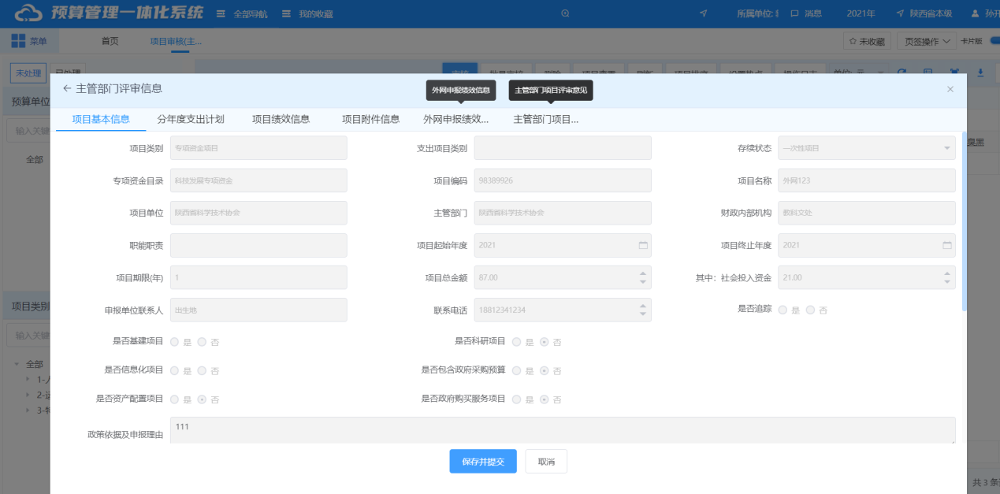 预算管理一体化系统 全部导航 我的收藏 所属单位: 消息 2021年 陕西省本级
菜单 首页 项目审核(主... 未收藏 页签操作 卡片版
未处理 已处理 审核
预算单位
输入关键
全部
项目类别
输入关键
全部
1-
2-
3-
主管部门评审信息
外网申报绩效信息 主管部门项目评审意见
项目基本信息 分年度支出计划 项目绩效信息 项目附件信息 外网申报绩效... 主管部门项目...
项目类别 专项资金项目 支出项目类别 存续状态 一次性项目
专项资金目录 科技发展专项资金 项目编码 98389926 项目名称 外网123
项目单位 陕西省科学技术协会 主管部门 陕西省科学技术协会 财政内部机构 教科文处
职能职责 项目起始年度 2021 项目终止年度 2021
项目期限(年) 1 项目总金额 87.00 其中：社会投入资金 21.00
申报单位联系人 出生地 联系电话 18812341234 是否追踪 是 否
是否基建项目 是 否 是否科研项目 是 否
是否信息化项目 是 否 是否包含政府采购预算 是 否
是否资产配置项目 是 否 是否政府购买服务项目 是 否
政策依据及申报理由 111
保存并提交 取消
臭黑
共 3 条